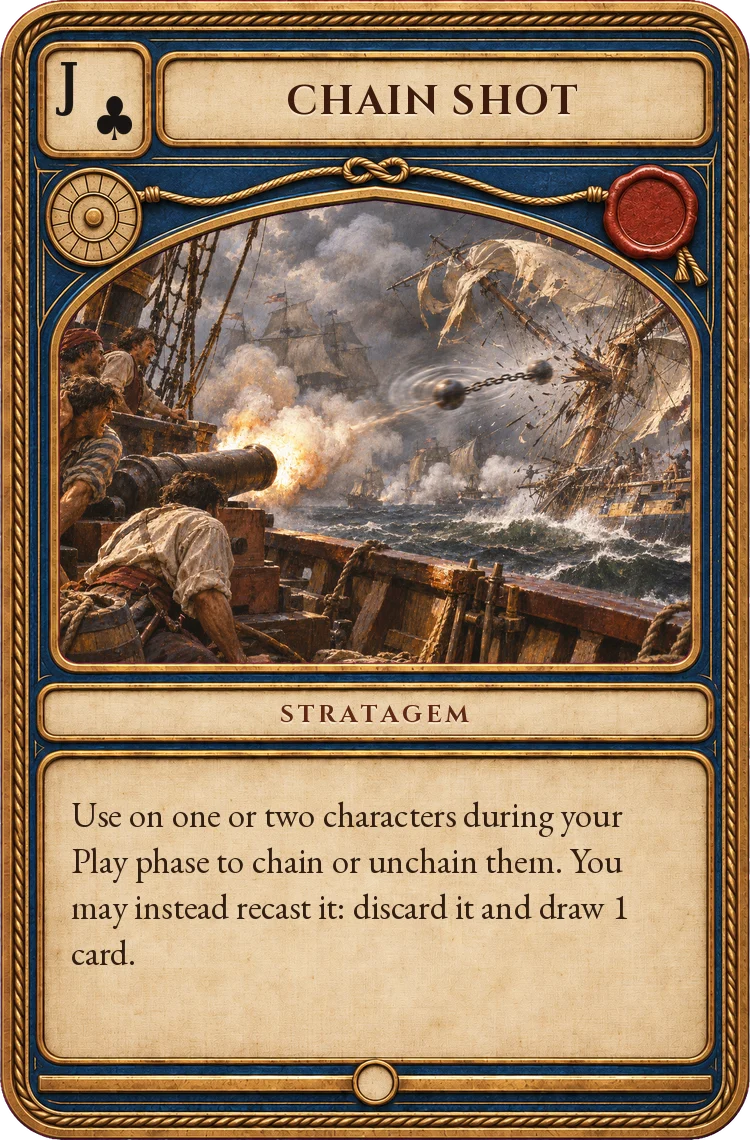 J♣
CHAIN SHOT
STRATAGEM
Use on one or two characters during your
Play phase to chain or unchain them. You
may instead recast it: discard it and draw 1
card.